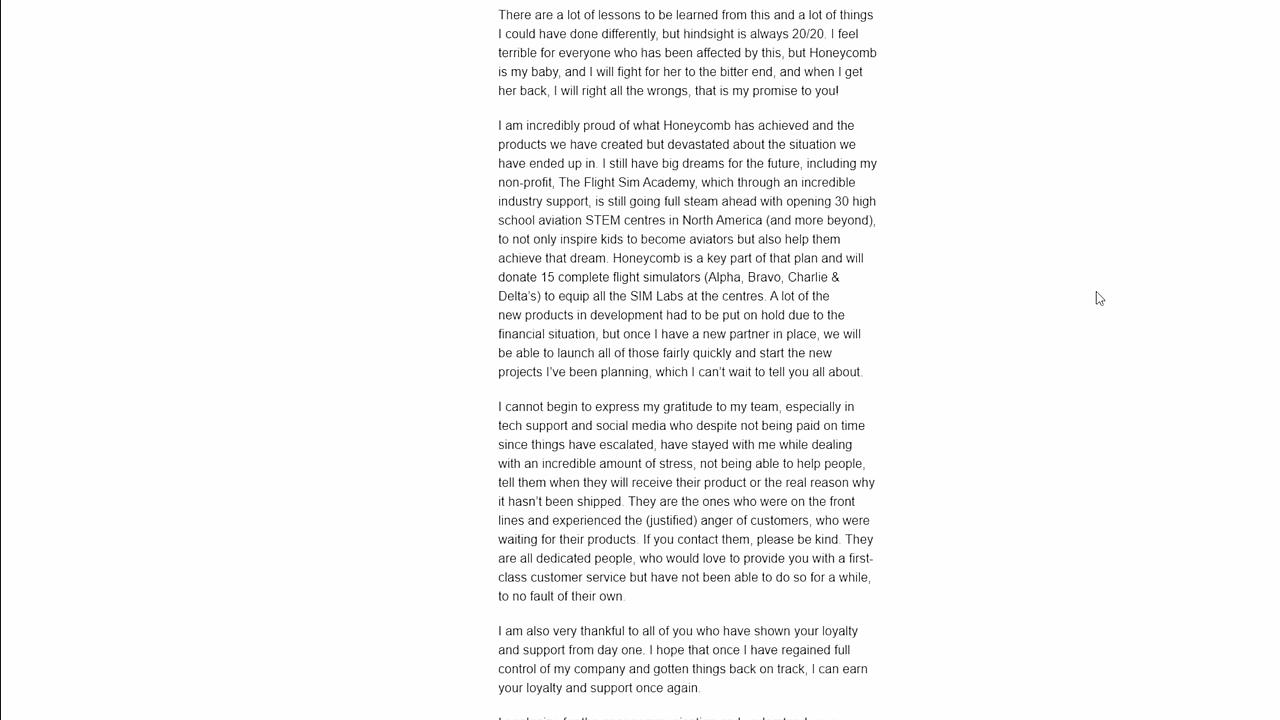 There are a lot of lessons to be learned from this and a lot of things
I could have done differently, but hindsight is always 20/20. I feel
terrible for everyone who has been affected by this, but Honeycomb
is my baby, and I will fight for her to the bitter end, and when I get
her back, I will right all the wrongs, that is my promise to you!
I am incredibly proud of what Honeycomb has achieved and the
products we have created but devastated about the situation we
have ended up in. I still have big dreams for the future, including my
non-profit, The Flight Sim Academy, which through an incredible
industry support, is still going full steam ahead with opening 30 high
school aviation STEM centres in North America (and more beyond),
to not only inspire kids to become aviators but also help them
achieve that dream. Honeycomb is a key part of that plan and will
donate 15 complete flight simulators (Alpha, Bravo, Charlie &
Delta's) to equip all the SIM Labs at the centres. A lot of the
new products in development had to be put on hold due to the
financial situation, but once I have a new partner in place, we will
be able to launch all of those fairly quickly and start the new
projects I've been planning, which I can't wait to tell you all about.
I cannot begin to express my gratitude to my team, especially in
tech support and social media who despite not being paid on time
since things have escalated, have stayed with me while dealing
with an incredible amount of stress, not being able to help people,
tell them when they will receive their product or the real reason why
it hasn't been shipped. They are the ones who were on the front
lines and experienced the (justified) anger of customers, who were
waiting for their products. If you contact them, please be kind. They
are all dedicated people, who would love to provide you with a first-
class customer service but have not been able to do so for a while,
to no fault of their own.
I am also very thankful to all of you who have shown your loyalty
and support from day one. I hope that once I have regained full
control of my company and gotten things back on track, I can earn
your loyalty and support once again.